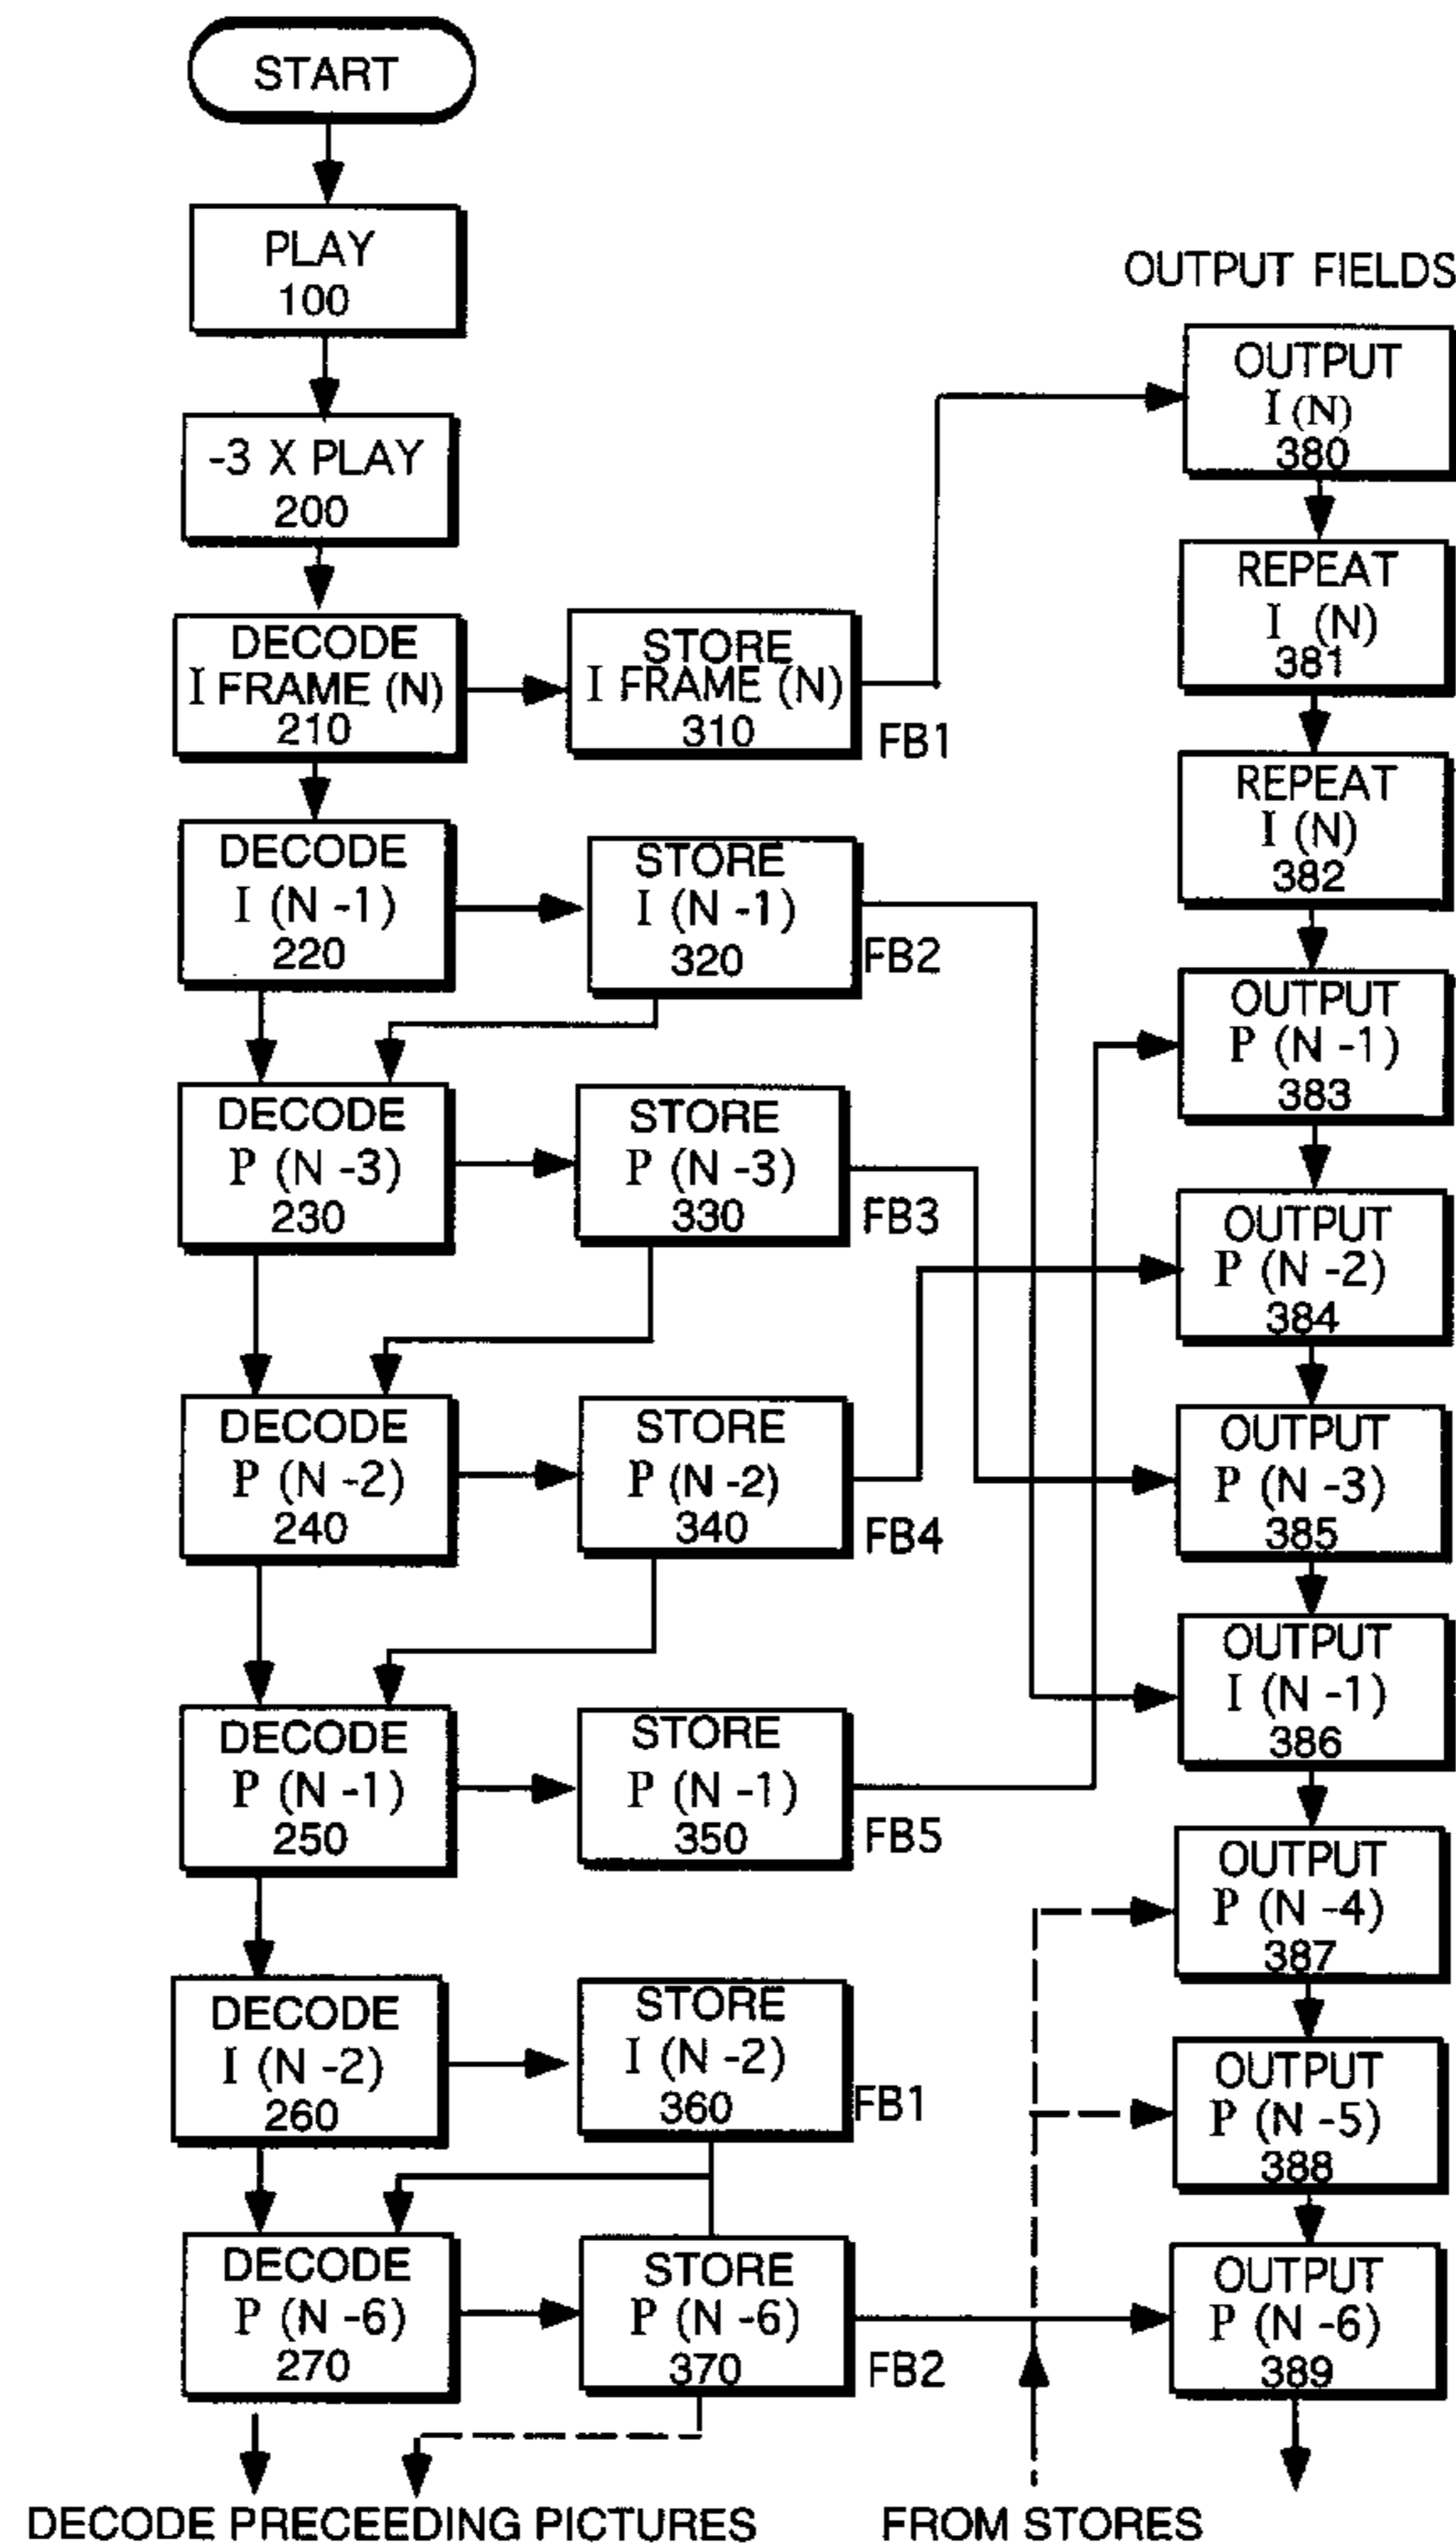 START
PLAY
100
-3 X PLAY
200
DECODE
I FRAME (N)
210
STORE
I FRAME (N)
310
FB1
DECODE
I (N -1)
220
STORE
I (N -1)
320
FB2
DECODE
P (N -3)
230
STORE
P (N -3)
330
FB3
DECODE
P (N -2)
240
STORE
P (N -2)
340
FB4
DECODE
P (N -1)
250
STORE
P (N -1)
350
FB5
DECODE
I (N -2)
260
STORE
I (N -2)
360
FB1
DECODE
P (N -6)
270
STORE
P (N -6)
370
FB2
DECODE PRECEEDING PICTURES
OUTPUT FIELDS
OUTPUT
I (N)
380
REPEAT
I (N)
381
REPEAT
I (N)
382
OUTPUT
P (N -1)
383
OUTPUT
P (N -2)
384
OUTPUT
P (N -3)
385
OUTPUT
I (N -1)
386
OUTPUT
P (N -4)
387
OUTPUT
P (N -5)
388
OUTPUT
P (N -6)
389
FROM STORES